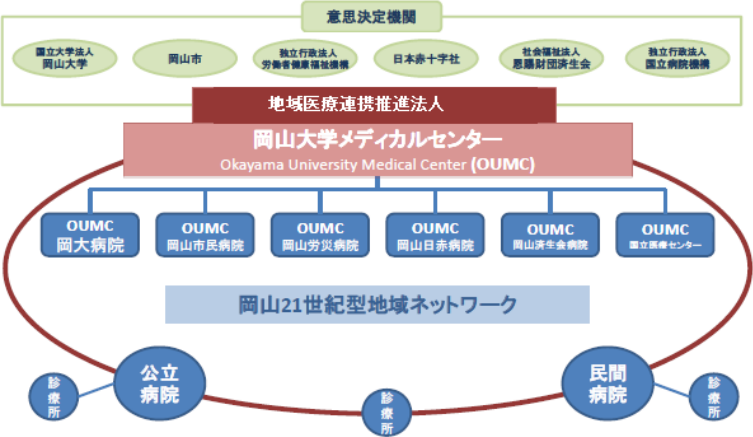 意思決定機関
国立大学法人
岡山大学
岡山市
独立行政法人
労働者健康福祉機構
日本赤十字社
社会福祉法人
恩賜財団済生会
独立行政法人
国立病院機構
地域医療連携推進法人
岡山大学メディカルセンター
Okayama University Medical Center (OUMC)
OUMC
岡大病院
OUMC
岡山市民病院
OUMC
岡山労災病院
OUMC
岡山日赤病院
OUMC
岡山済生会病院
OUMC
国立医療センター
岡山21世紀型地域ネットワーク
公立
病院
民間
病院
診療所
診療所
診療所